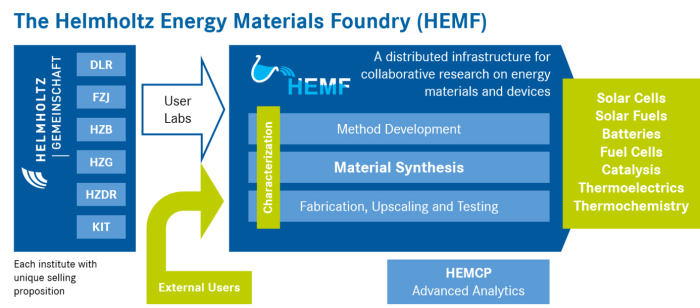 The Helmholtz Energy Materials Foundry (HEMF)
HELMHOLTZ
GEMEINSCHAFT
DLR
FZJ
HZB
HZG
HZDR
KIT
Each institute with
unique selling
proposition
User
Labs
External Users
HEMF
A distributed infrastructure for
collaborative research on energy
materials and devices
Characterization
Method Development
Material Synthesis
Fabrication, Upscaling and Testing
HEMCP
Advanced Analytics
Solar Cells
Solar Fuels
Batteries
Fuel Cells
Catalysis
Thermoelectrics
Thermochemistry